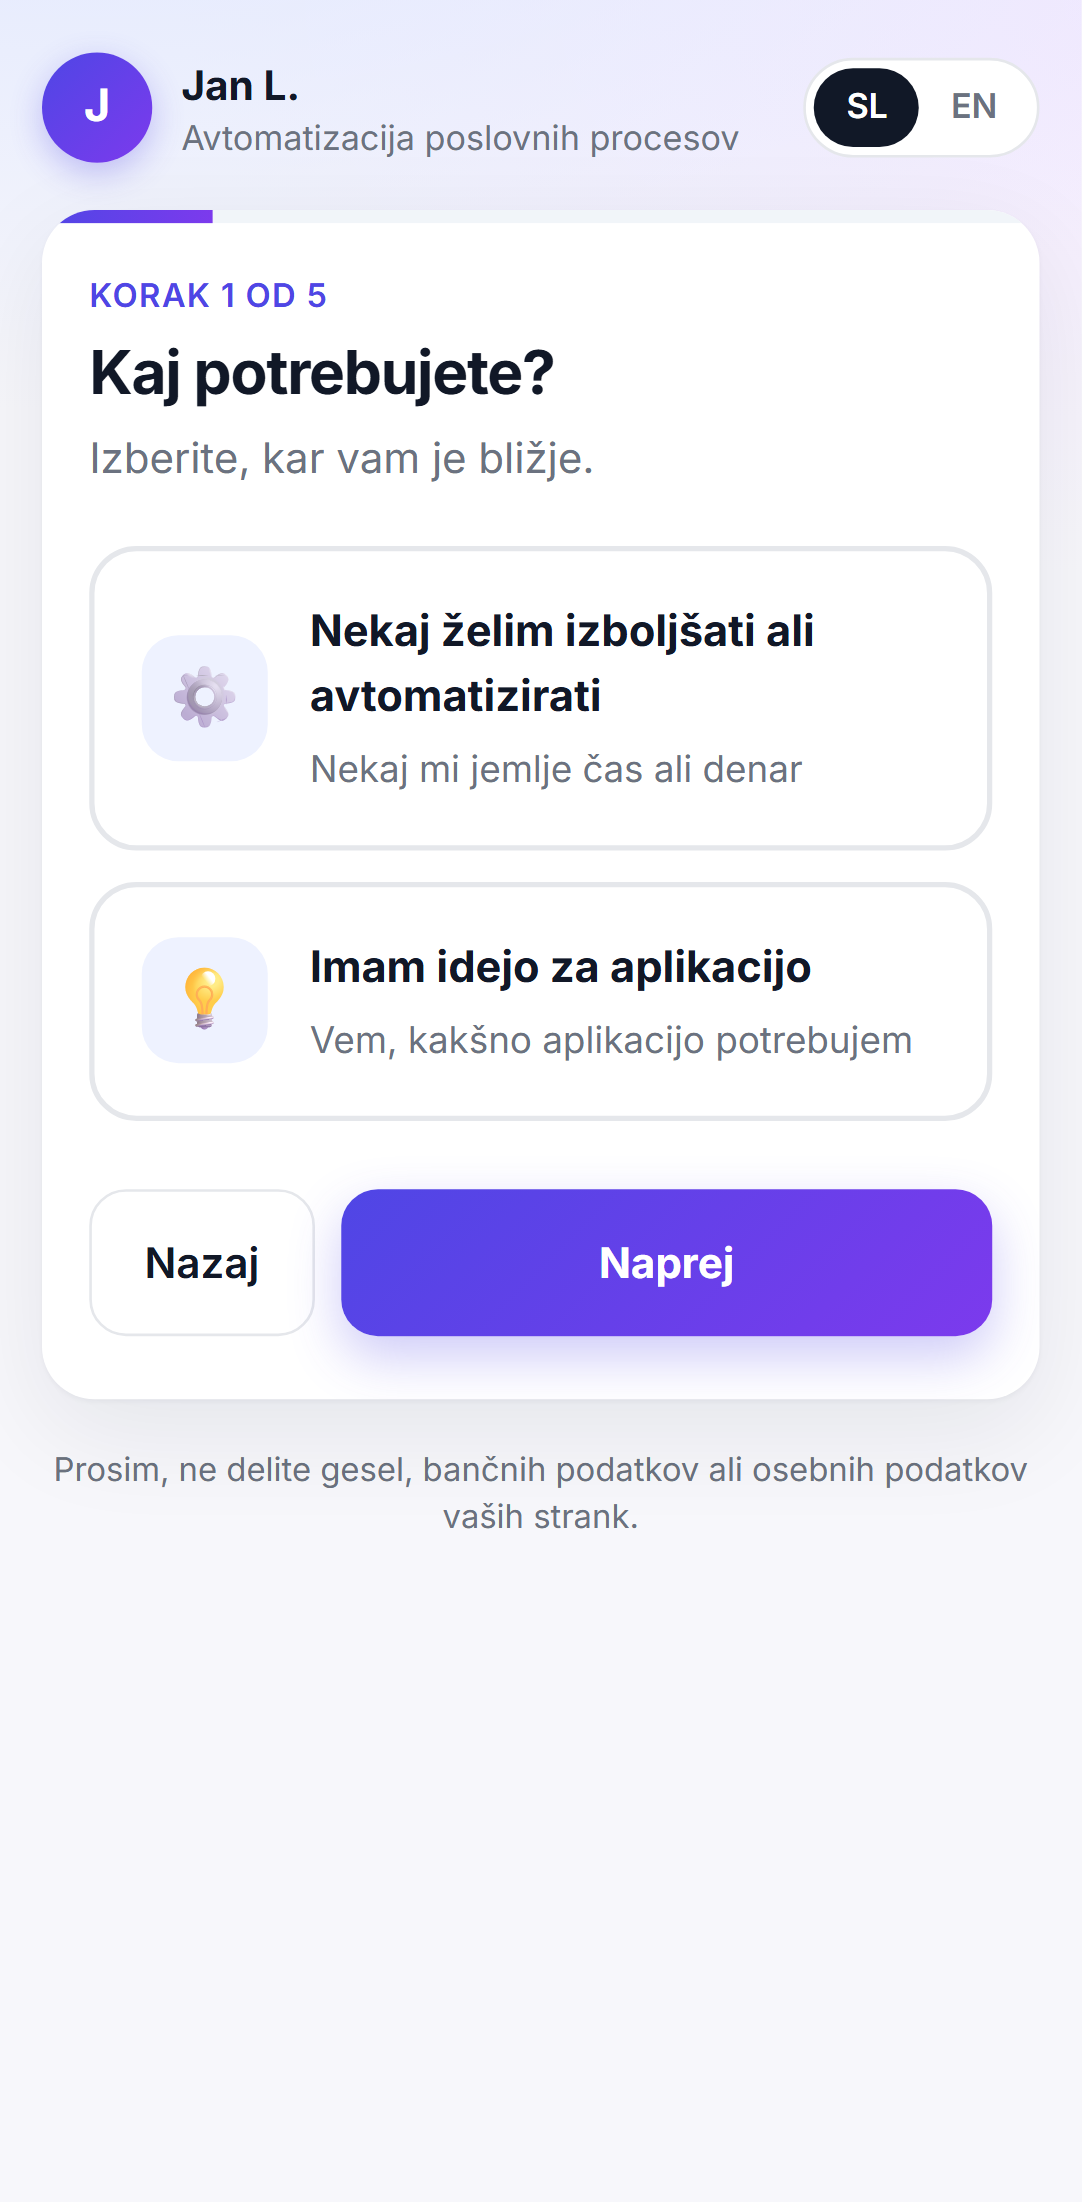 J
Jan L.
Avtomatizacija poslovnih procesov
SL
EN
KORAK 1 OD 5
Kaj potrebujete?
Izberite, kar vam je bližje.
Nekaj želim izboljšati ali
avtomatizirati
Nekaj mi jemlje čas ali denar
Imam idejo za aplikacijo
Vem, kakšno aplikacijo potrebujem
Nazaj
Naprej
Prosim, ne delite gesel, bančnih podatkov ali osebnih podatkov
vaših strank.